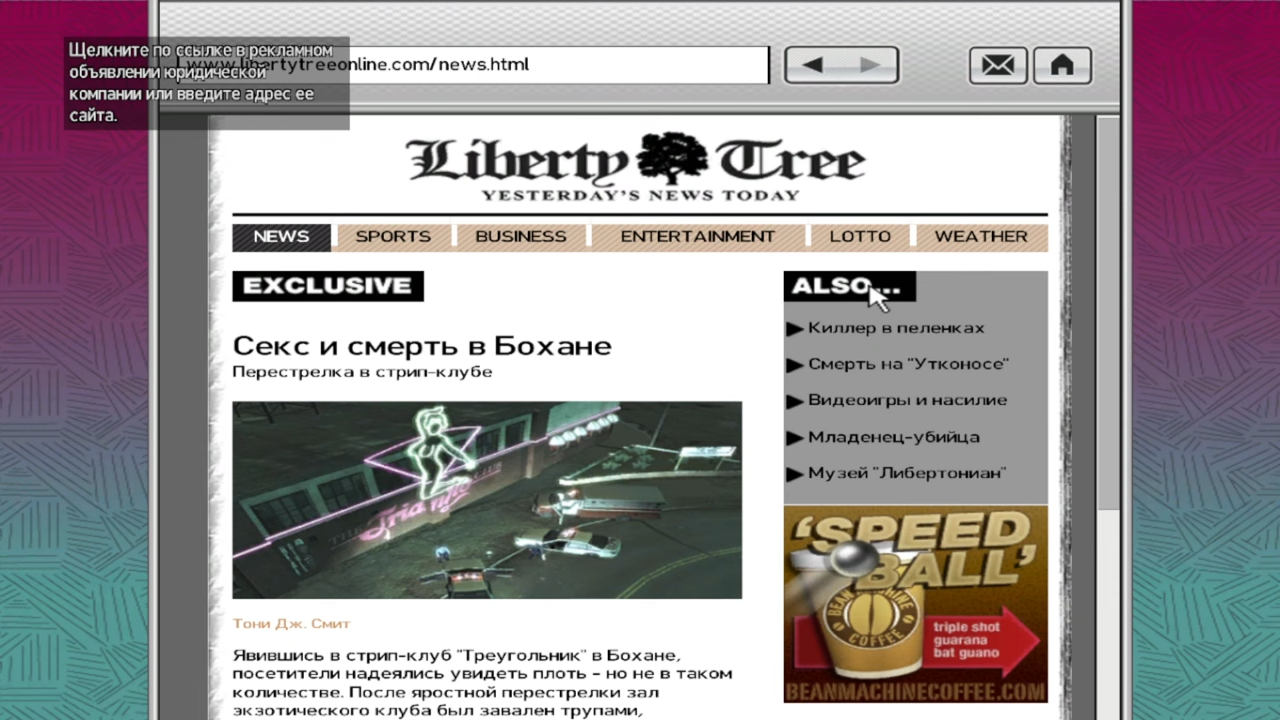 Щелкните по ссылке в рекламном
объявлении юридической
компании или введите адрес ее
сайта.
www.libertytreeonline.com/news.html
Liberty Tree
YESTERDAY'S NEWS TODAY
NEWS
SPORTS
BUSINESS
ENTERTAINMENT
LOTTO
WEATHER
EXCLUSIVE
Секс и смерть в Бохане
Перестрелка в стрип-клубе
THE
Triangle
CLUB
Тони Дж. Смит
Явившись в стрип-клуб "Треугольник" в Бохане,
посетители надеялись увидеть плоть - но не в таком
количестве. После яростной перестрелки зал
экзотического клуба был завален трупами,
ALSO...
Киллер в пеленках
Смерть на "Утконосе"
Видеоигры и насилие
Младенец-убийца
Музей "Либертониан"
'SPEED
BALL'
BEAN MACHINE
COFFEE
triple shot
guarana
bat guano
BEANMACHINECOFFEE.COM